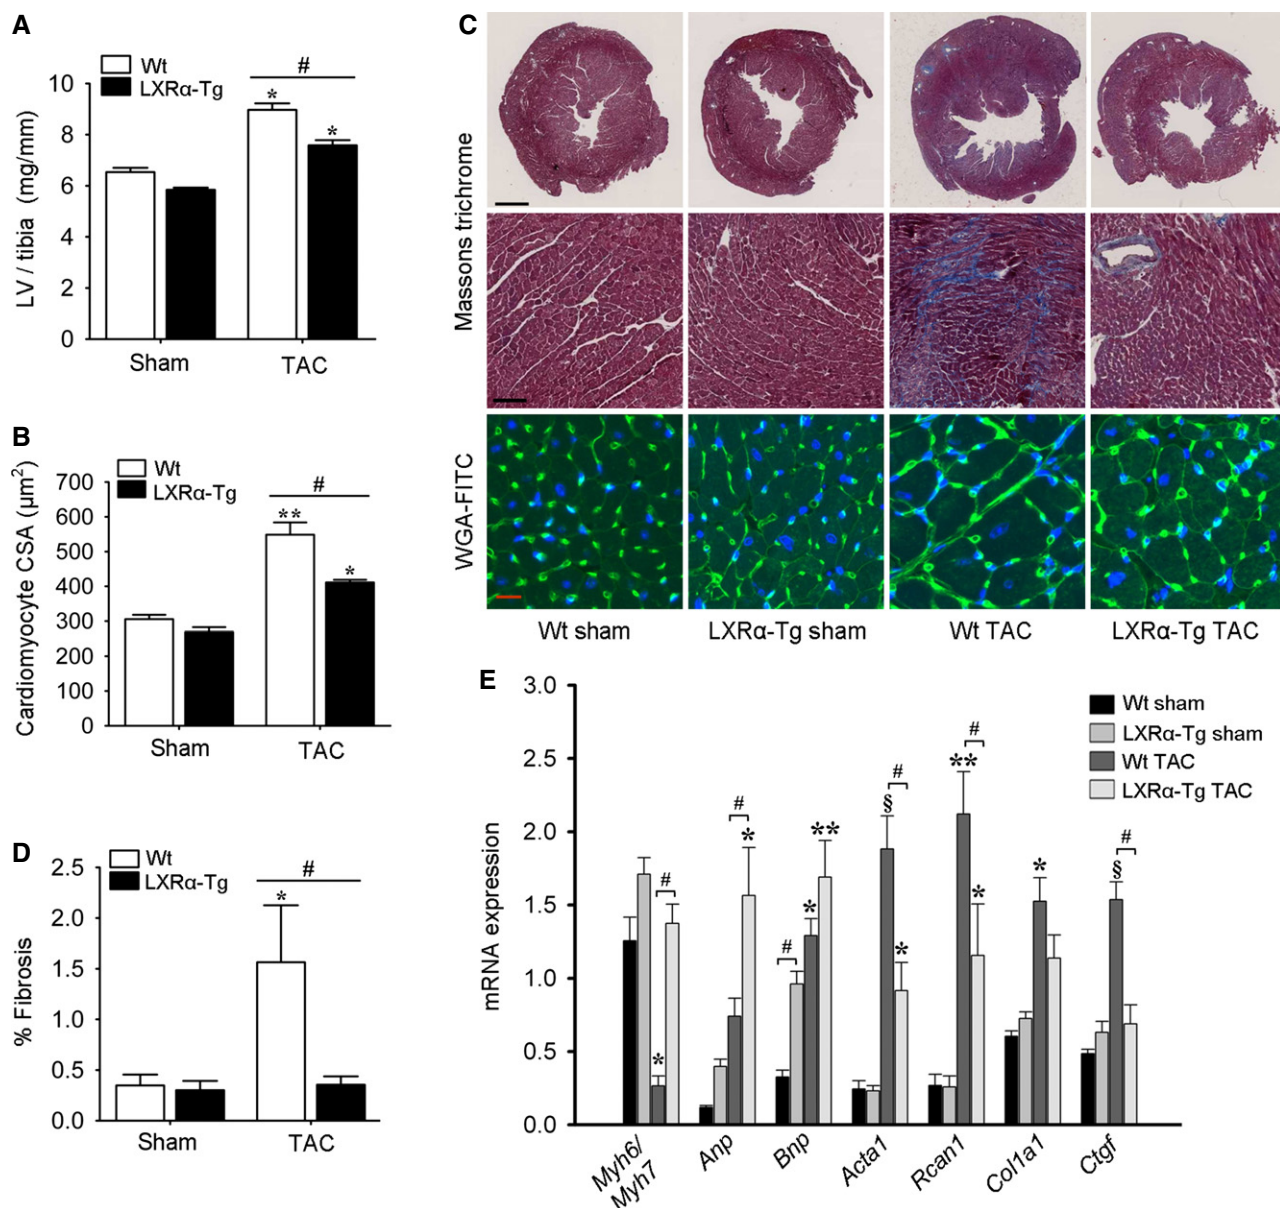 A
Wt
LXRα-Tg
#
*
*
10
8
6
4
2
0
LV / tibia (mg/mm)
Sham
TAC
B
Wt
LXRα-Tg
#
**
*
700
600
500
400
300
200
100
0
Cardiomyocyte CSA (µm²)
Sham
TAC
D
Wt
LXRα-Tg
#
*
2.5
2.0
1.5
1.0
0.5
0.0
% Fibrosis
Sham
TAC
C
Massons trichrome
WGA-FITC
Wt sham
LXRα-Tg sham
Wt TAC
LXRα-Tg TAC
E
3.0
2.5
2.0
1.5
1.0
0.5
0.0
mRNA expression
Wt sham
LXRα-Tg sham
Wt TAC
LXRα-Tg TAC
*
#
#
*
#
*
**
§
#
*
**
#
*
*
§
#
Myh6/
Myh7
Anp
Bnp
Acta1
Rcan1
Col1a1
Ctgf